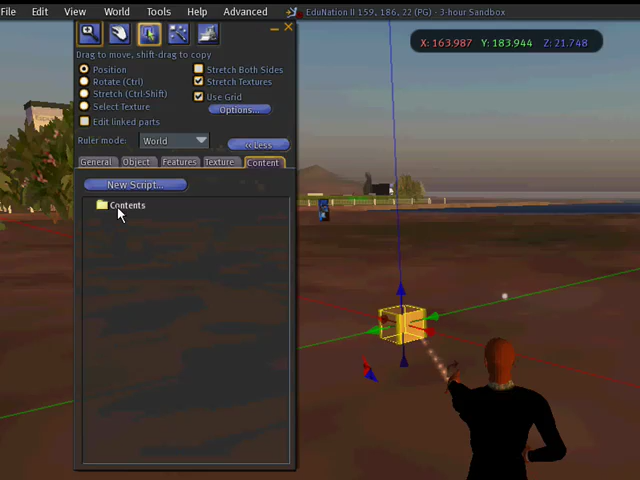 File Edit View World Tools Help Advanced EduNation II 159, 186, 22 (PG) - 3-hour Sandbox
X: 163.987 Y: 183.944 Z: 21.748
Drag to move, shift-drag to copy
Position
Rotate (Ctrl)
Stretch (Ctrl-Shift)
Select Texture
Edit linked parts
Stretch Both Sides
Stretch Textures
Use Grid
Options...
Ruler mode: World << Less
General Object Features Texture Content
New Script...
Contents